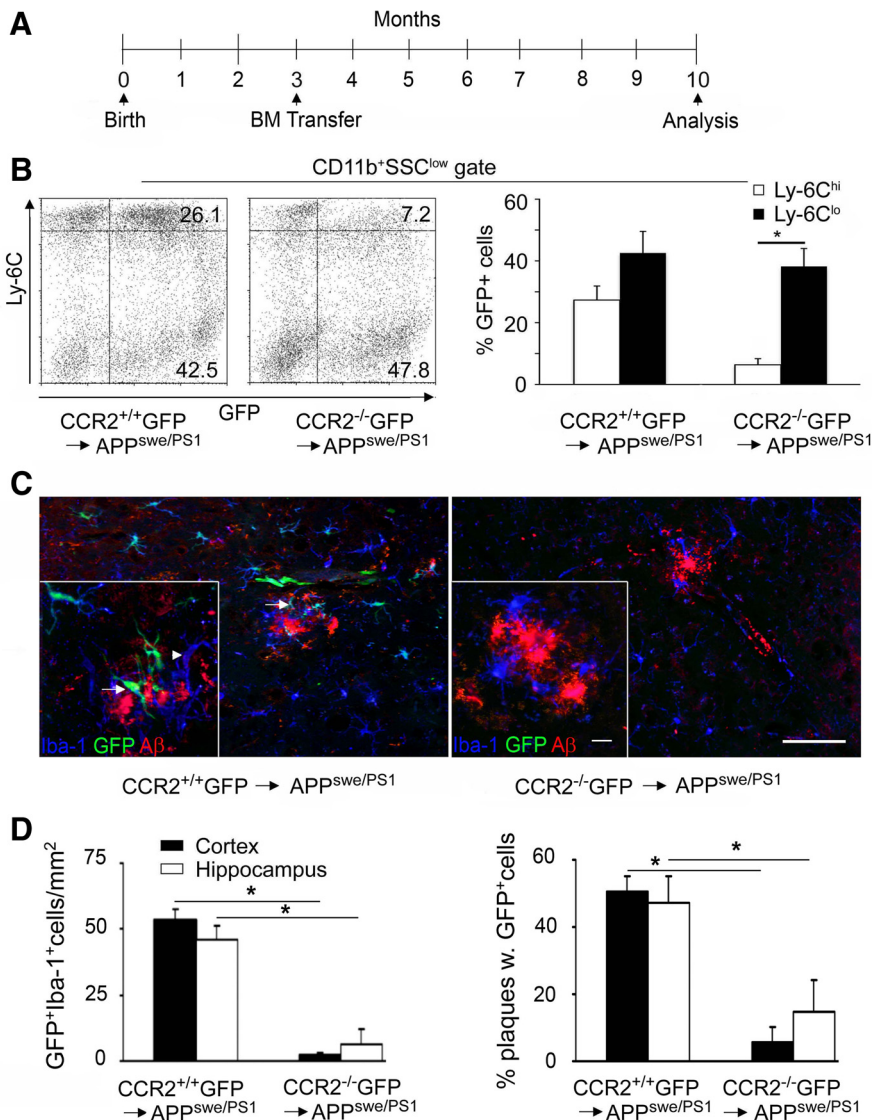 A
Months
0 1 2 3 4 5 6 7 8 9 10
Birth BM Transfer Analysis
B
CD11b⁺SSCˡᵒʷ gate
Ly-6C
26.1
42.5
7.2
47.8
GFP
CCR2⁺/⁺GFP
→ APPˢʷᵉ/ᴾˢ¹
CCR2⁻/⁻GFP
→ APPˢʷᵉ/ᴾˢ¹
% GFP+ cells
60
40
20
0
Ly-6Cʰⁱ
Ly-6Cˡᵒ
*
CCR2⁺/⁺GFP
→ APPˢʷᵉ/ᴾˢ¹
CCR2⁻/⁻GFP
→ APPˢʷᵉ/ᴾˢ¹
C
Iba-1 GFP Aβ
Iba-1 GFP Aβ
CCR2⁺/⁺GFP → APPˢʷᵉ/ᴾˢ¹
CCR2⁻/⁻GFP → APPˢʷᵉ/ᴾˢ¹
D
GFP⁺Iba-1⁺cells/mm²
75
50
25
0
Cortex
Hippocampus
*
*
CCR2⁺/⁺GFP
→APPˢʷᵉ/ᴾˢ¹
CCR2⁻/⁻GFP
→APPˢʷᵉ/ᴾˢ¹
% plaques w. GFP⁺cells
60
40
20
0
*
*
CCR2⁺/⁺GFP
→APPˢʷᵉ/ᴾˢ¹
CCR2⁻/⁻GFP
→APPˢʷᵉ/ᴾˢ¹